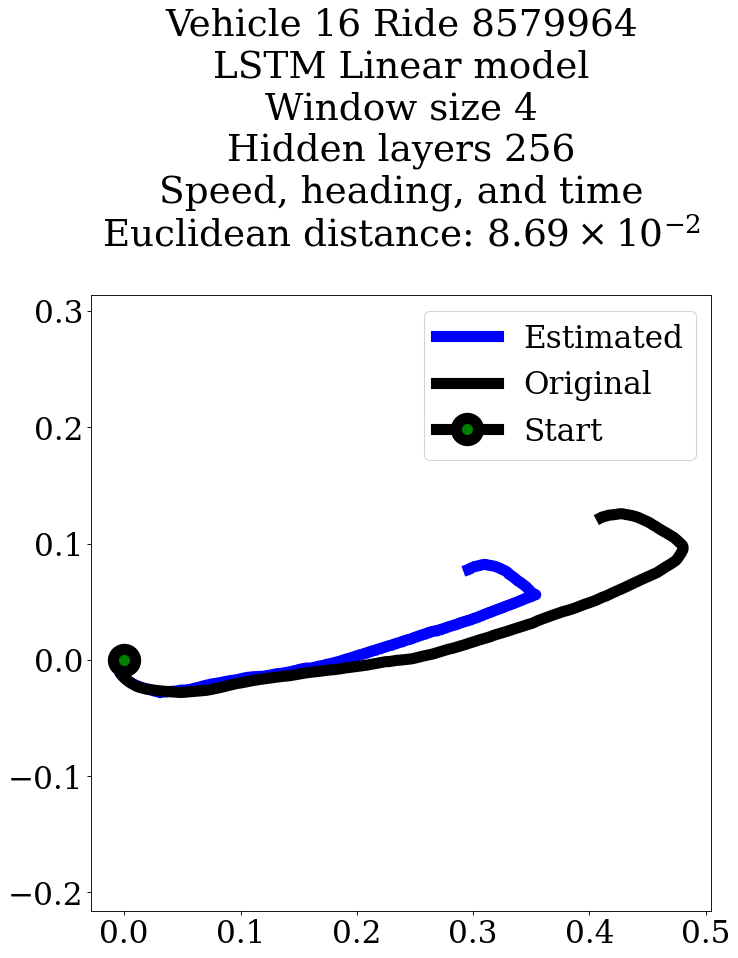 Vehicle 16 Ride 8579964
LSTM Linear model
Window size 4
Hidden layers 256
Speed, heading, and time
Euclidean distance: 8.69 × 10⁻²
Estimated
Original
Start
0.3
0.2
0.1
0.0
−0.1
−0.2
0.0 0.1 0.2 0.3 0.4 0.5